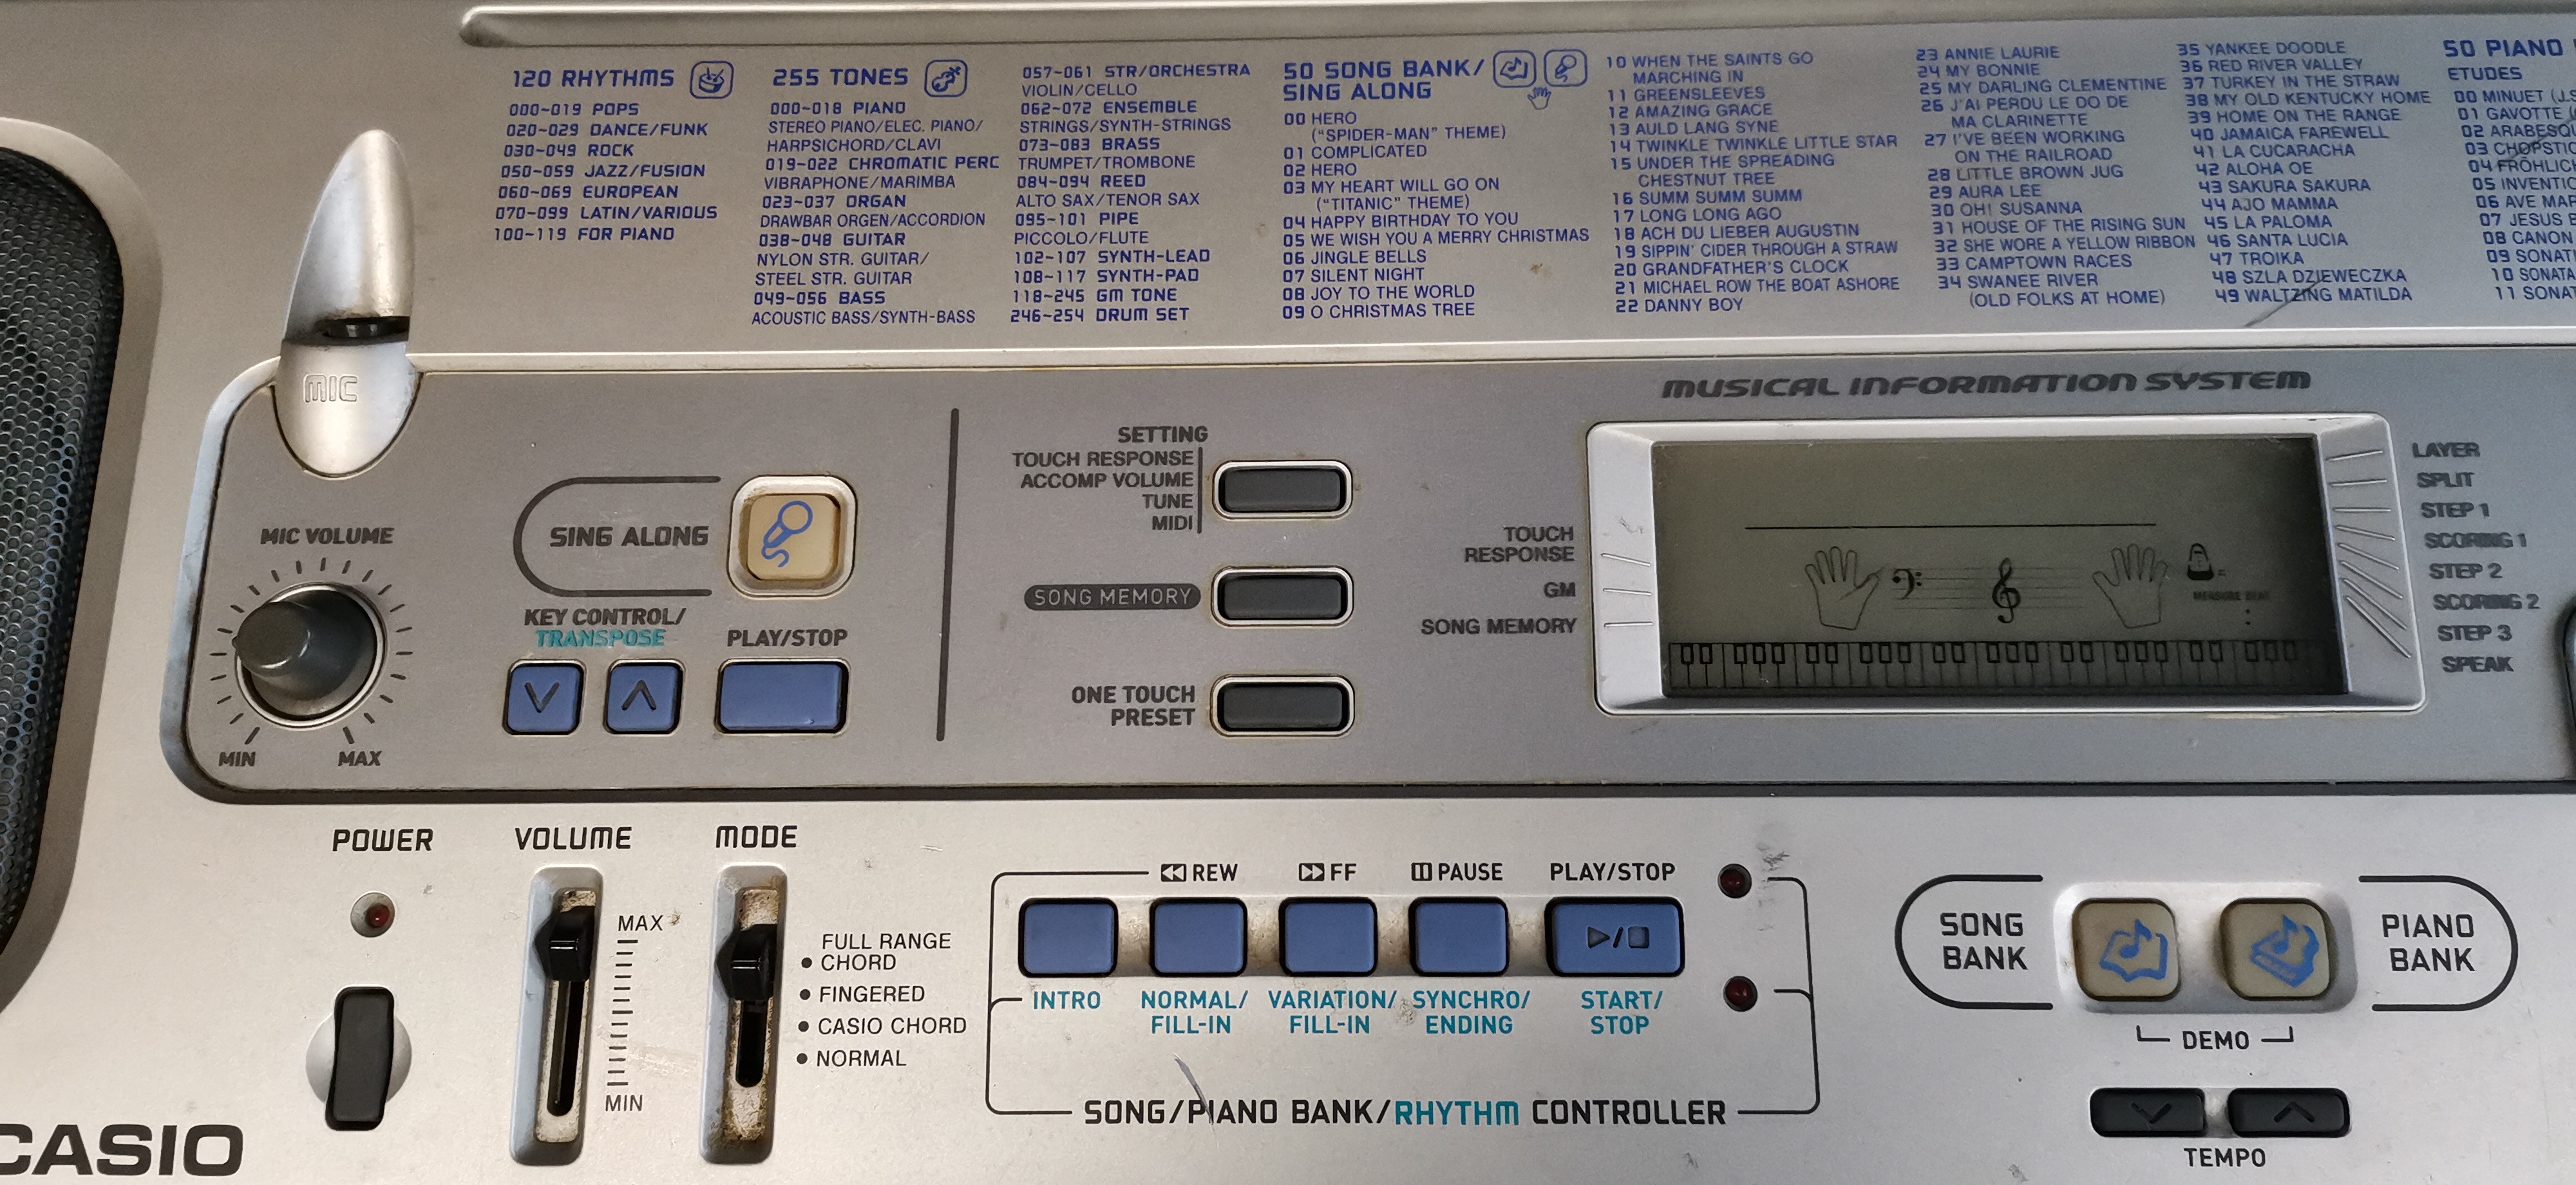 120 RHYTHMS
000~019 POPS
020~029 DANCE/FUNK
030~049 ROCK
050~059 JAZZ/FUSION
060~069 EUROPEAN
070~099 LATIN/VARIOUS
100~119 FOR PIANO
255 TONES
000~018 PIANO
STEREO PIANO/ELEC. PIANO/
HARPSICHORD/CLAVI
019~022 CHROMATIC PERC
VIBRAPHONE/MARIMBA
023~037 ORGAN
DRAWBAR ORGEN/ACCORDION
038~048 GUITAR
NYLON STR. GUITAR/
STEEL STR. GUITAR
049~056 BASS
ACOUSTIC BASS/SYNTH-BASS
057~061 STR/ORCHESTRA
VIOLIN/CELLO
062~072 ENSEMBLE
STRINGS/SYNTH-STRINGS
073~083 BRASS
TRUMPET/TROMBONE
084~094 REED
ALTO SAX/TENOR SAX
095~101 PIPE
PICCOLO/FLUTE
102~107 SYNTH-LEAD
108~117 SYNTH-PAD
118~245 GM TONE
246~254 DRUM SET
50 SONG BANK/
SING ALONG
00 HERO
("SPIDER-MAN" THEME)
01 COMPLICATED
02 HERO
03 MY HEART WILL GO ON
("TITANIC" THEME)
04 HAPPY BIRTHDAY TO YOU
05 WE WISH YOU A MERRY CHRISTMAS
06 JINGLE BELLS
07 SILENT NIGHT
08 JOY TO THE WORLD
09 O CHRISTMAS TREE
10 WHEN THE SAINTS GO
MARCHING IN
11 GREENSLEEVES
12 AMAZING GRACE
13 AULD LANG SYNE
14 TWINKLE TWINKLE LITTLE STAR
15 UNDER THE SPREADING
CHESTNUT TREE
16 SUMM SUMM SUMM
17 LONG LONG AGO
18 ACH DU LIEBER AUGUSTIN
19 SIPPIN' CIDER THROUGH A STRAW
20 GRANDFATHER'S CLOCK
21 MICHAEL ROW THE BOAT ASHORE
22 DANNY BOY
23 ANNIE LAURIE
24 MY BONNIE
25 MY DARLING CLEMENTINE
26 J'AI PERDU LE DO DE
MA CLARINETTE
27 I'VE BEEN WORKING
ON THE RAILROAD
28 LITTLE BROWN JUG
29 AURA LEE
30 OH! SUSANNA
31 HOUSE OF THE RISING SUN
32 SHE WORE A YELLOW RIBBON
33 CAMPTOWN RACES
34 SWANEE RIVER
(OLD FOLKS AT HOME)
35 YANKEE DOODLE
36 RED RIVER VALLEY
37 TURKEY IN THE STRAW
38 MY OLD KENTUCKY HOME
39 HOME ON THE RANGE
40 JAMAICA FAREWELL
41 LA CUCARACHA
42 ALOHA OE
43 SAKURA SAKURA
44 AJO MAMMA
45 LA PALOMA
46 SANTA LUCIA
47 TROIKA
48 SZLA DZIEWECZKA
49 WALTZING MATILDA
50 PIANO
ETUDES
00 MINUET (J.S
01 GAVOTTE
02 ARABESQU
03 CHOPSTIC
04 FRÖHLICH
05 INVENTIO
06 AVE MAR
07 JESUS
08 CANON
09 SONATI
10 SONATA
11 SONAT
MIC
MIC VOLUME
MIN
MAX
SING ALONG
KEY CONTROL/
TRANSPOSE
PLAY/STOP
SETTING
TOUCH RESPONSE
ACCOMP VOLUME
TUNE
MIDI
SONG MEMORY
ONE TOUCH
PRESET
MUSICAL INFORMATION SYSTEM
TOUCH
RESPONSE
GM
SONG MEMORY
MEASURE BEAT
LAYER
SPLIT
STEP 1
SCORING 1
STEP 2
SCORING 2
STEP 3
SPEAK
POWER
VOLUME
MAX
MIN
MODE
FULL RANGE
CHORD
FINGERED
CASIO CHORD
NORMAL
REW
FF
PAUSE
PLAY/STOP
INTRO
NORMAL/
FILL-IN
VARIATION/
FILL-IN
SYNCHRO/
ENDING
START/
STOP
SONG/PIANO BANK/RHYTHM CONTROLLER
SONG
BANK
PIANO
BANK
DEMO
TEMPO
CASIO